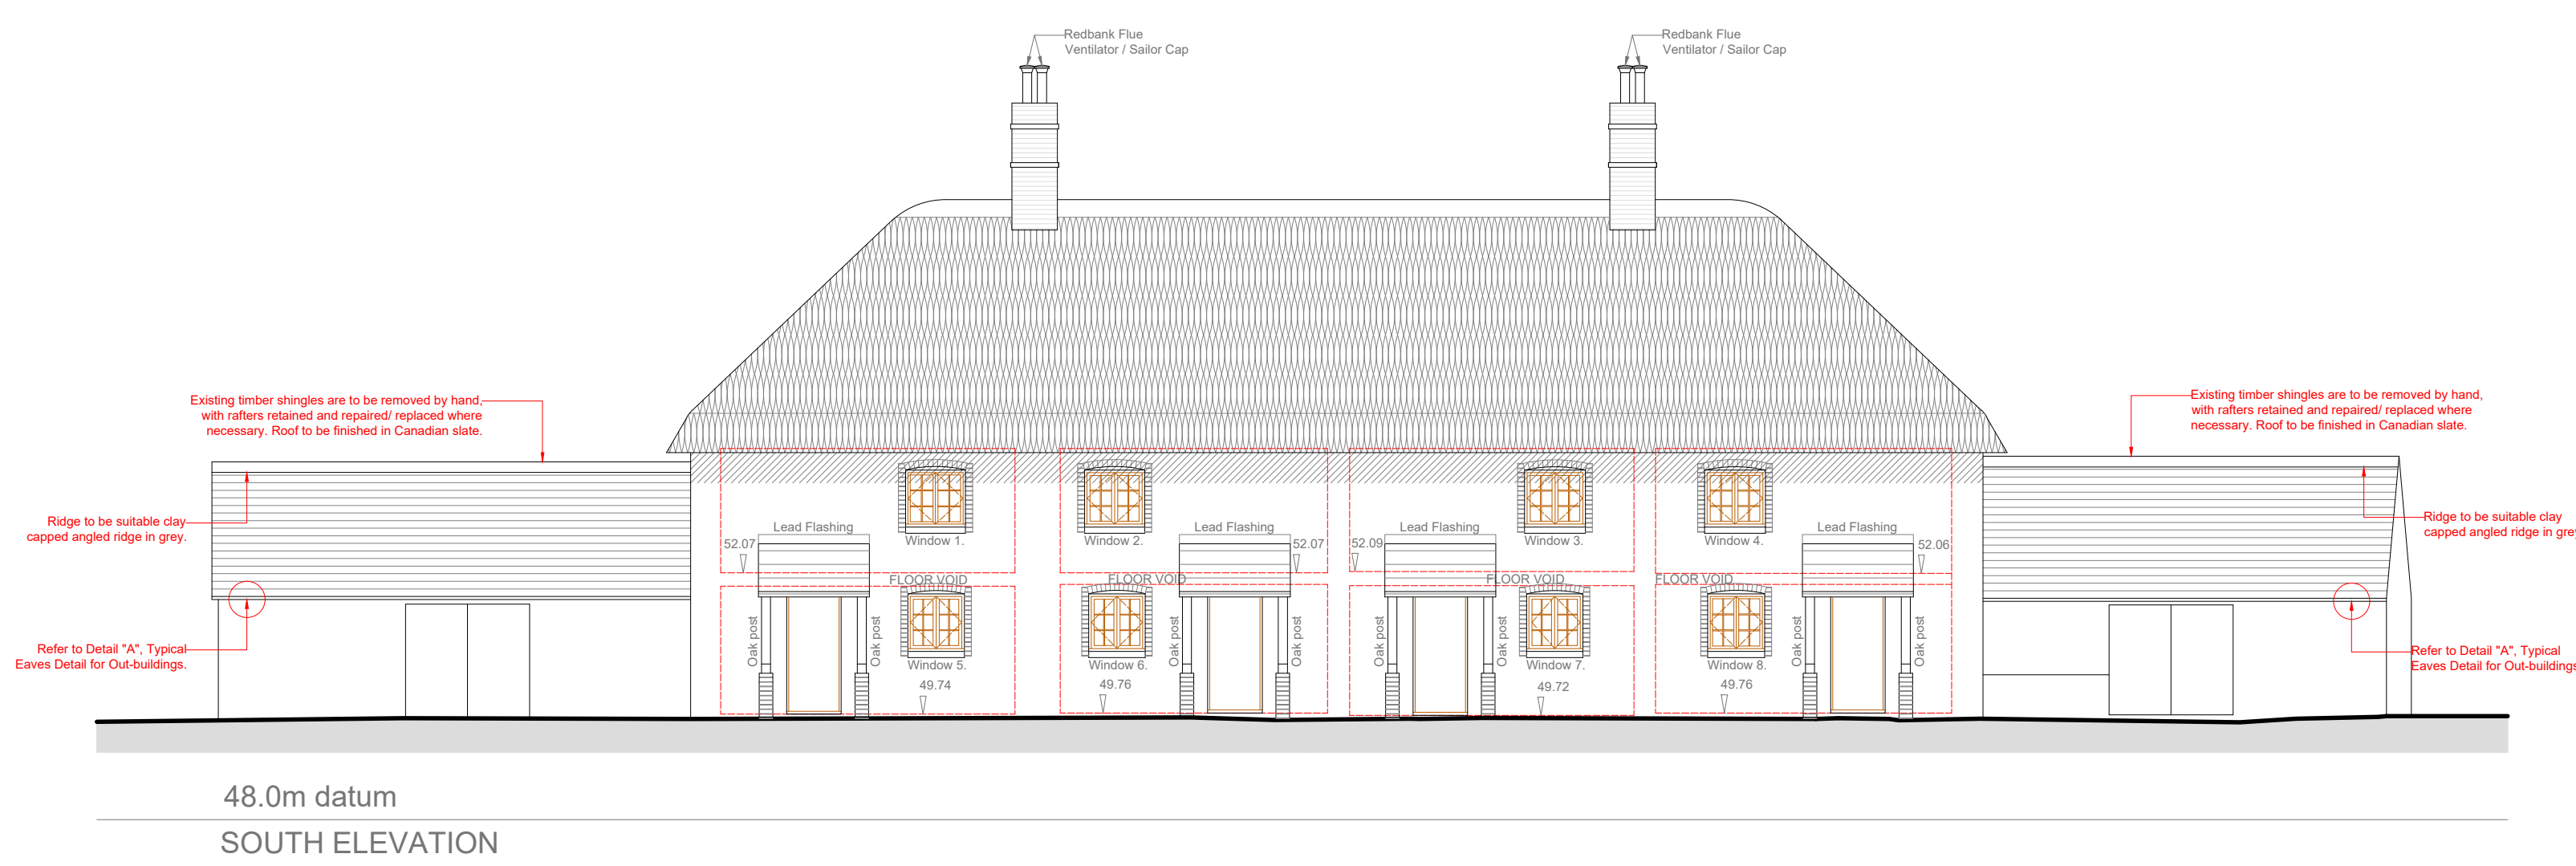 Redbank Flue
Ventilator / Sailor Cap
Redbank Flue
Ventilator / Sailor Cap
Existing timber shingles are to be removed by hand,
with rafters retained and repaired/ replaced where
necessary. Roof to be finished in Canadian slate.
Existing timber shingles are to be removed by hand,
with rafters retained and repaired/ replaced where
necessary. Roof to be finished in Canadian slate.
Ridge to be suitable clay
capped angled ridge in grey.
Ridge to be suitable clay
capped angled ridge in grey
Lead Flashing
Lead Flashing
Lead Flashing
Lead Flashing
Window 1.
Window 2.
Window 3.
Window 4.
52.07
52.07
52.09
52.06
FLOOR VOID
FLOOR VOID
FLOOR VOID
FLOOR VOID
Oak post
Oak post
Oak post
Oak post
Oak post
Oak post
Oak post
Oak post
Window 5.
Window 6.
Window 7.
Window 8.
49.74
49.76
49.72
49.76
Refer to Detail "A", Typical
Eaves Detail for Out-buildings.
Refer to Detail "A", Typical
Eaves Detail for Out-buildings
48.0m datum
SOUTH ELEVATION